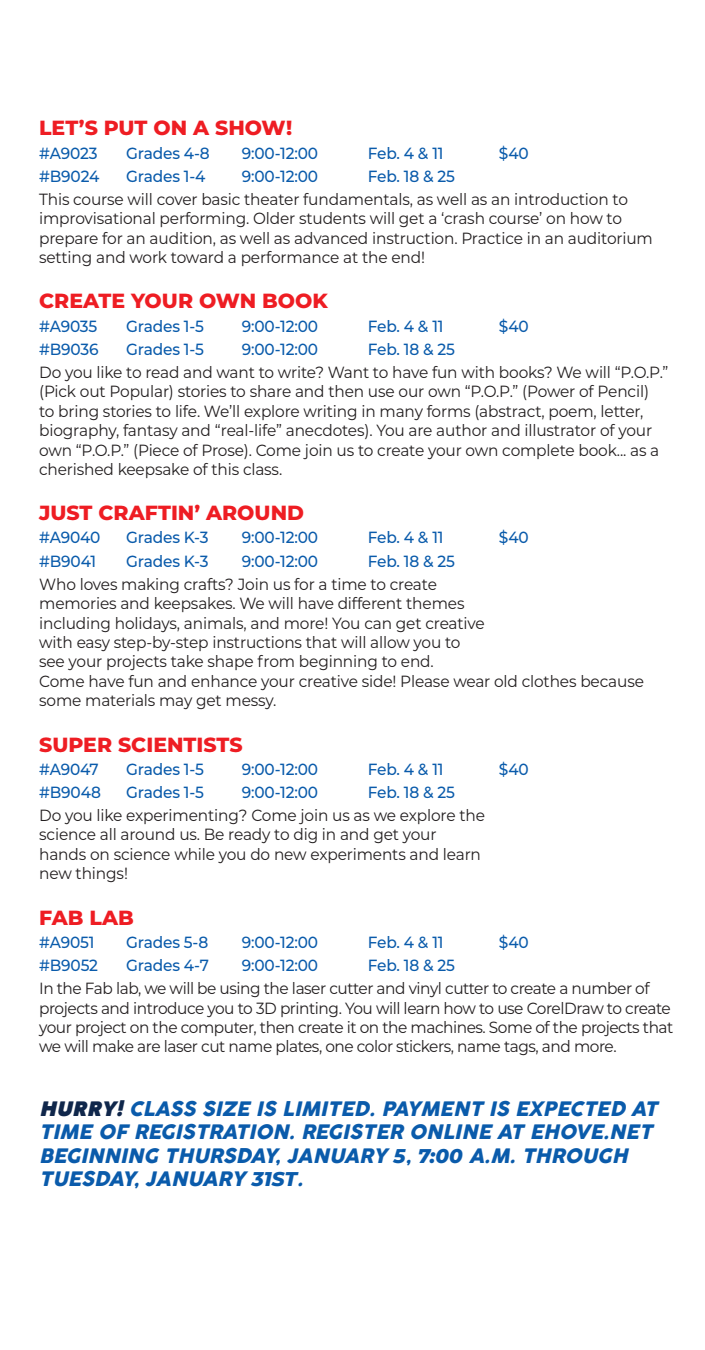 LET’S PUT ON A SHOW!
#A9023 Grades 4-8 9:00-12:00 Feb. 4 & 11 $40
#B9024 Grades 1-4 9:00-12:00 Feb. 18 & 25
This course will cover basic theater fundamentals, as well as an introduction to
improvisational performing. Older students will get a ‘crash course’ on how to
prepare for an audition, as well as advanced instruction. Practice in an auditorium
setting and work toward a performance at the end!
CREATE YOUR OWN BOOK
#A9035 Grades 1-5 9:00-12:00 Feb. 4 & 11 $40
#B9036 Grades 1-5 9:00-12:00 Feb. 18 & 25
Do you like to read and want to write? Want to have fun with books? We will “P.O.P.”
(Pick out Popular) stories to share and then use our own “P.O.P.” (Power of Pencil)
to bring stories to life. We’ll explore writing in many forms (abstract, poem, letter,
biography, fantasy and “real-life” anecdotes). You are author and illustrator of your
own “P.O.P.” (Piece of Prose). Come join us to create your own complete book... as a
cherished keepsake of this class.
JUST CRAFTIN’ AROUND
#A9040 Grades K-3 9:00-12:00 Feb. 4 & 11 $40
#B9041 Grades K-3 9:00-12:00 Feb. 18 & 25
Who loves making crafts? Join us for a time to create
memories and keepsakes. We will have different themes
including holidays, animals, and more! You can get creative
with easy step-by-step instructions that will allow you to
see your projects take shape from beginning to end.
Come have fun and enhance your creative side! Please wear old clothes because
some materials may get messy.
SUPER SCIENTISTS
#A9047 Grades 1-5 9:00-12:00 Feb. 4 & 11 $40
#B9048 Grades 1-5 9:00-12:00 Feb. 18 & 25
Do you like experimenting? Come join us as we explore the
science all around us. Be ready to dig in and get your
hands on science while you do new experiments and learn
new things!
FAB LAB
#A9051 Grades 5-8 9:00-12:00 Feb. 4 & 11 $40
#B9052 Grades 4-7 9:00-12:00 Feb. 18 & 25
In the Fab lab, we will be using the laser cutter and vinyl cutter to create a number of
projects and introduce you to 3D printing. You will learn how to use CorelDraw to create
your project on the computer, then create it on the machines. Some of the projects that
we will make are laser cut name plates, one color stickers, name tags, and more.
HURRY! CLASS SIZE IS LIMITED. PAYMENT IS EXPECTED AT
TIME OF REGISTRATION. REGISTER ONLINE AT EHOVE.NET
BEGINNING THURSDAY, JANUARY 5, 7:00 A.M. THROUGH
TUESDAY, JANUARY 31ST.